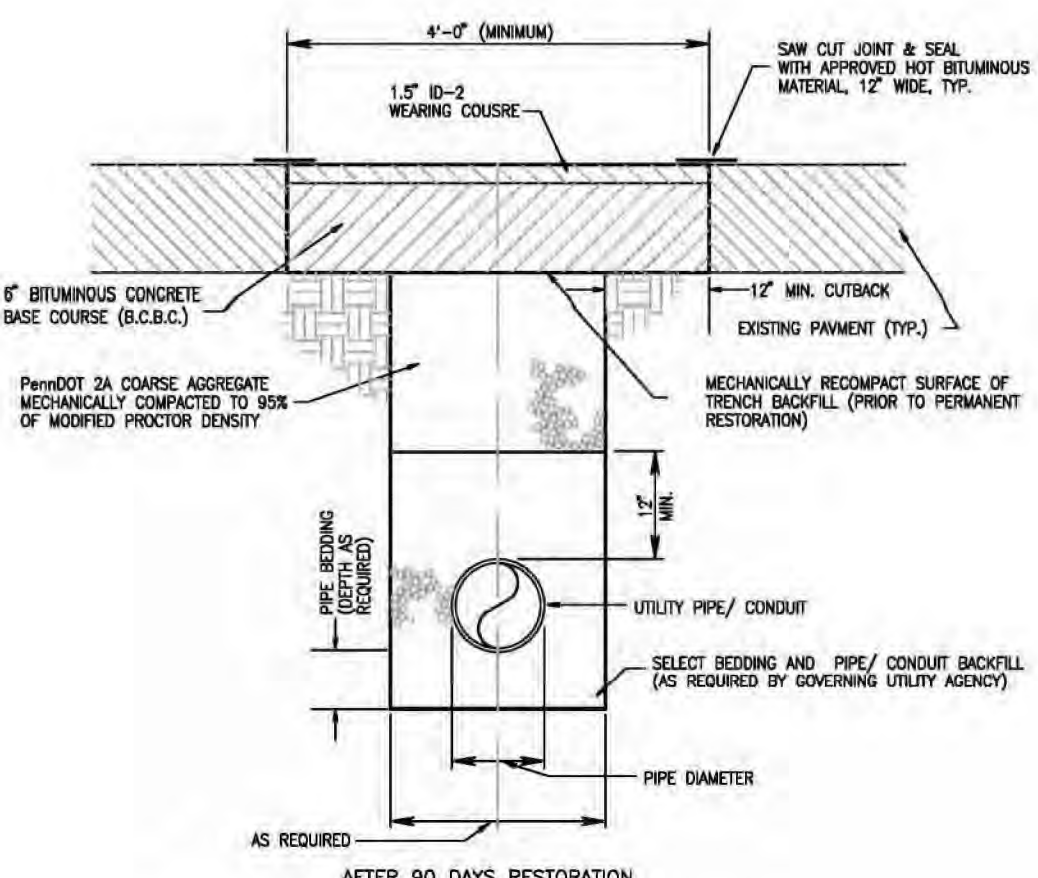 4'-0" (MINIMUM)
SAW CUT JOINT & SEAL
WITH APPROVED HOT BITUMINOUS
MATERIAL, 12" WIDE, TYP.
1.5" ID-2
WEARING COUSRE
6" BITUMINOUS CONCRETE
BASE COURSE (B.C.B.C.)
12" MIN. CUTBACK
EXISTING PAVMENT (TYP.)
PennDOT 2A COARSE AGGREGATE
MECHANICALLY COMPACTED TO 95%
OF MODIFIED PROCTOR DENSITY
MECHANICALLY RECOMPACT SURFACE OF
TRENCH BACKFILL (PRIOR TO PERMANENT
RESTORATION)
12"
MIN.
PIPE BEDDING
(DEPTH AS
REQUIRED)
UTILITY PIPE/ CONDUIT
SELECT BEDDING AND PIPE/ CONDUIT BACKFILL
(AS REQUIRED BY GOVERNING UTILITY AGENCY)
PIPE DIAMETER
AS REQUIRED
AFTER 90 DAYS RESTORATION